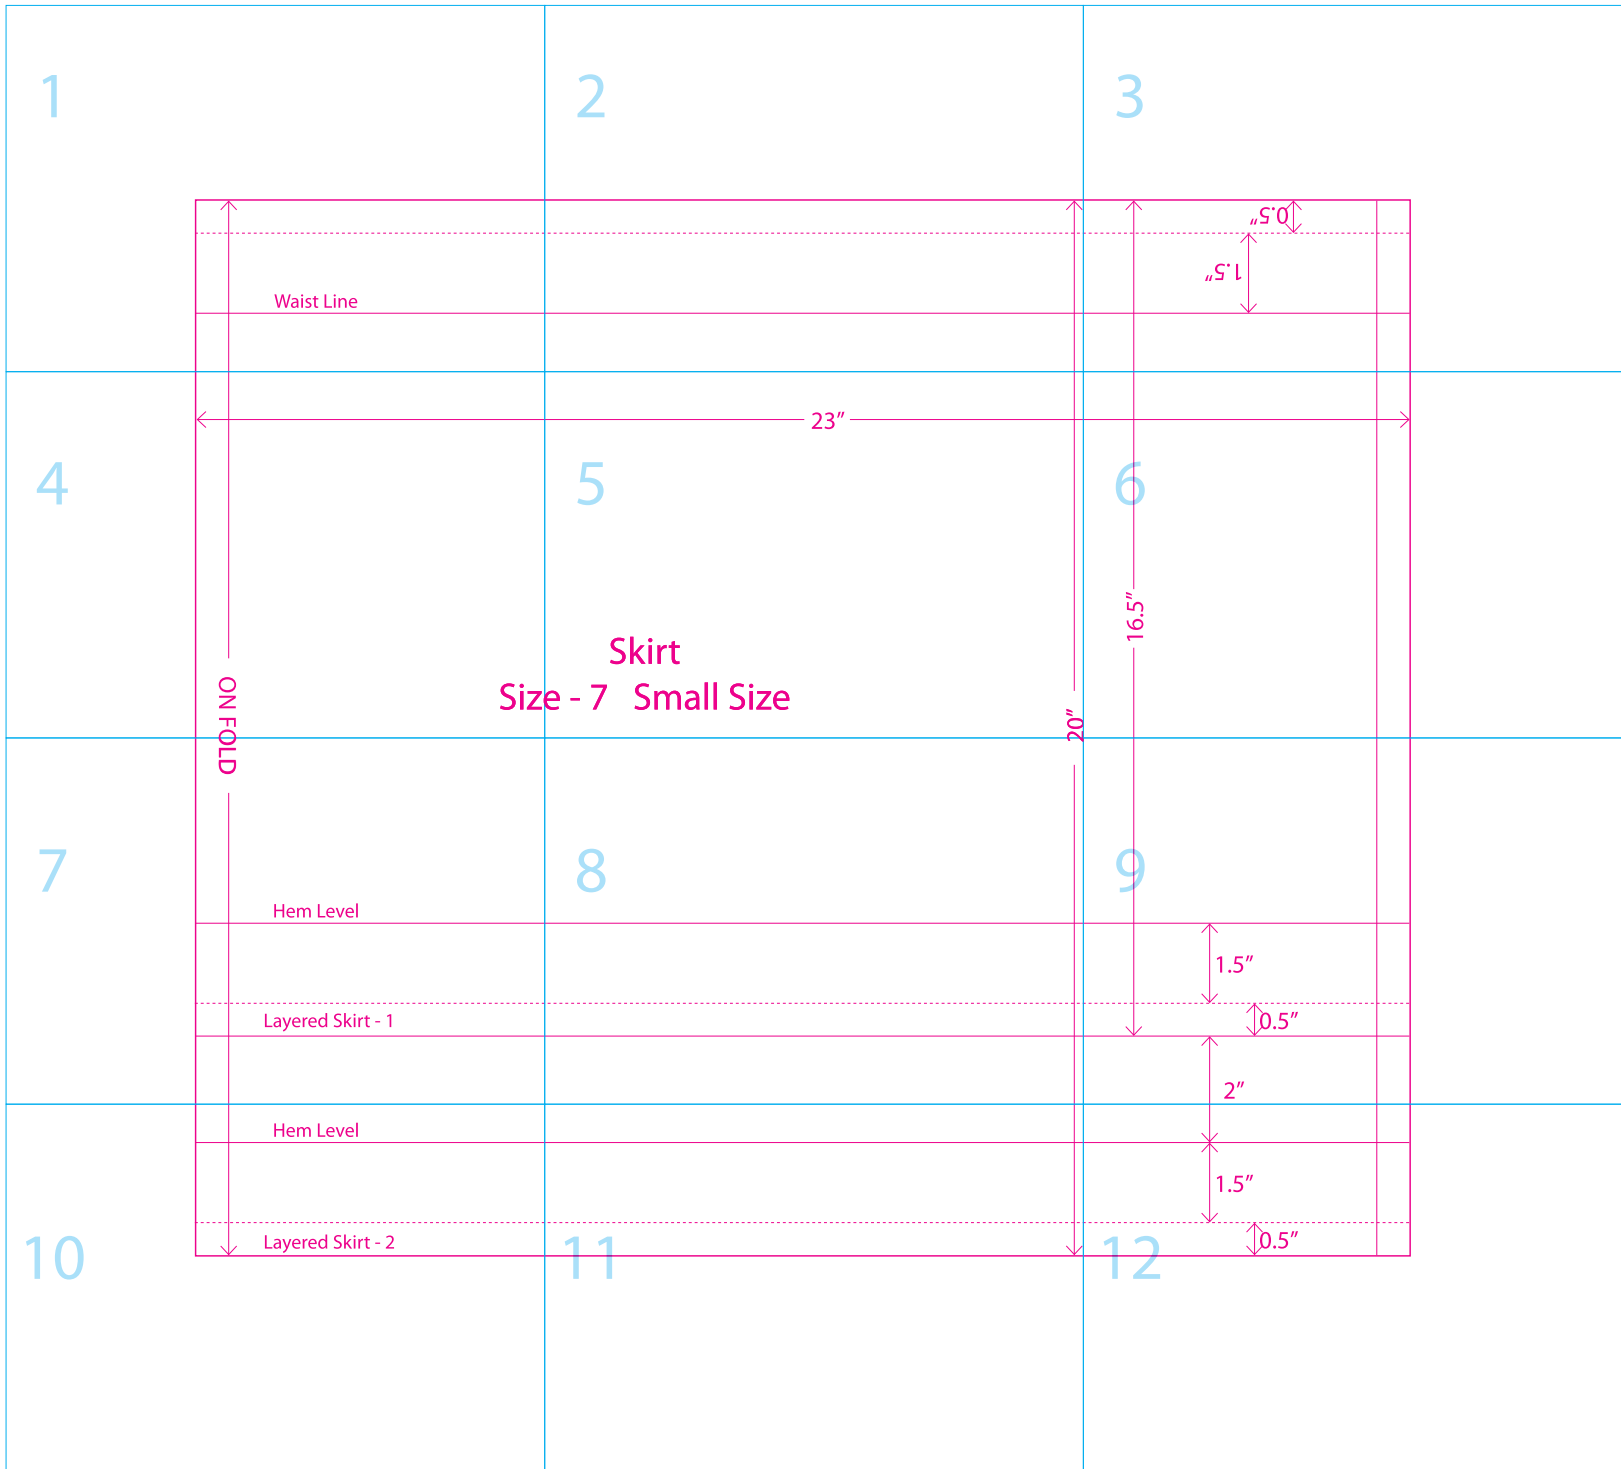 1
2
3
0.5”
1.5”
Waist Line
23”
4
5
6
16.5”
Skirt
Size - 7 Small Size
ON FOLD
20”
7
8
9
Hem Level
1.5”
Layered Skirt - 1
0.5”
2”
Hem Level
1.5”
Layered Skirt - 2
0.5”
10
11
12